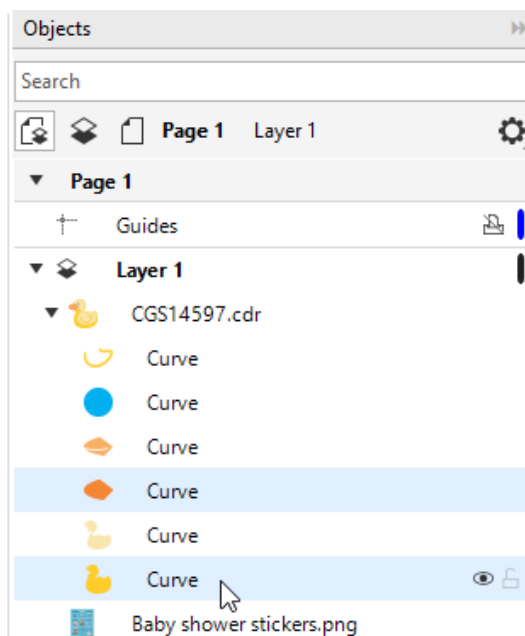 Objects
Search
Page 1 Layer 1
Page 1
Guides
Layer 1
CGS14597.cdr
Curve
Curve
Curve
Curve
Curve
Curve
Baby shower stickers.png